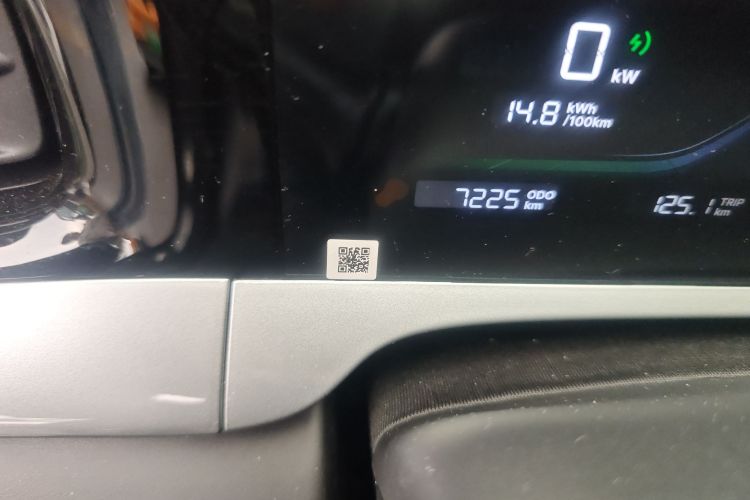 0 kW
14.8 kWh/100km
7225 ODO km
125.1 TRIP km